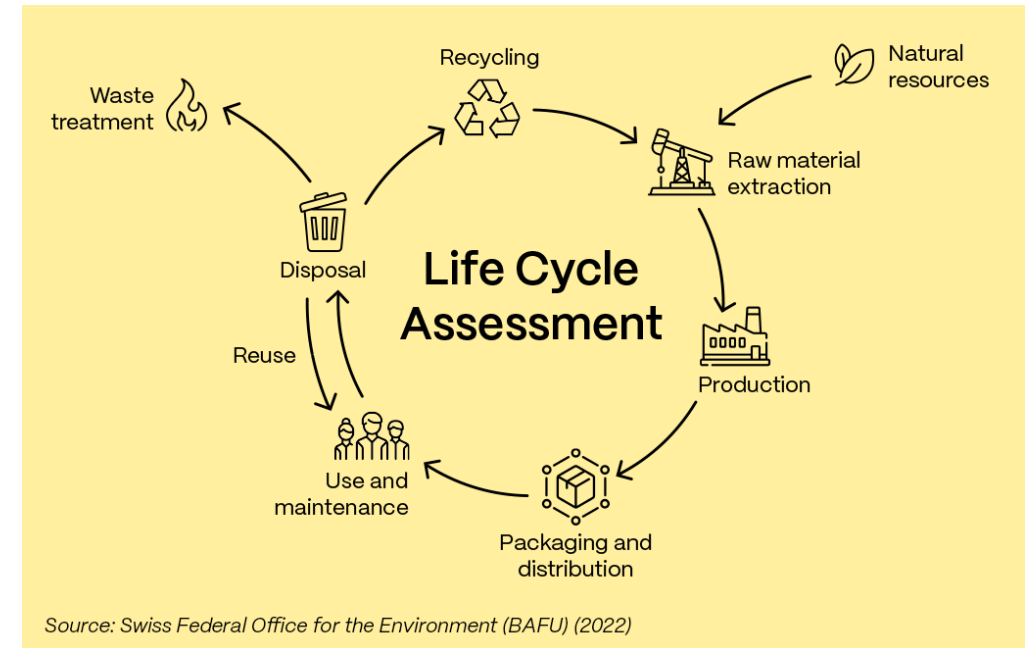 Recycling
Natural
resources
Waste
treatment
Raw material
extraction
Disposal
Life Cycle
Assessment
Reuse
Production
Use and
maintenance
Packaging and
distribution
Source: Swiss Federal Office for the Environment (BAFU) (2022)